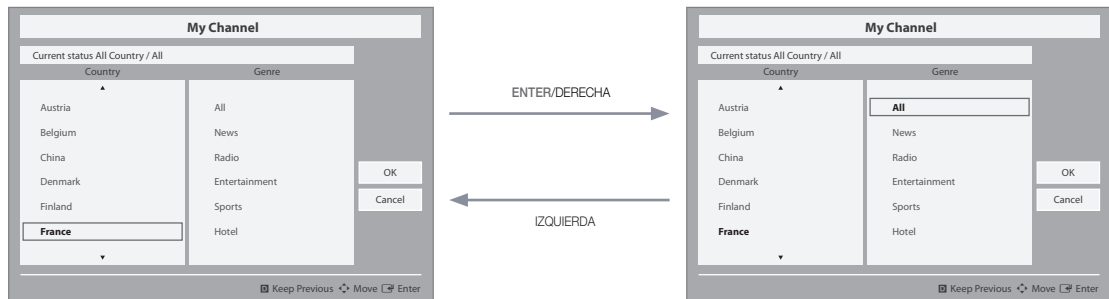 My Channel
Current status All Country / All
Country Genre
Austria All
Belgium News
China Radio
Denmark Entertainment
Finland Sports
France Hotel
OK
Cancel
Keep Previous Move Enter
ENTER/DERECHA
IZQUIERDA
My Channel
Current status All Country / All
Country Genre
Austria All
Belgium News
China Radio
Denmark Entertainment
Finland Sports
France Hotel
OK
Cancel
Keep Previous Move Enter